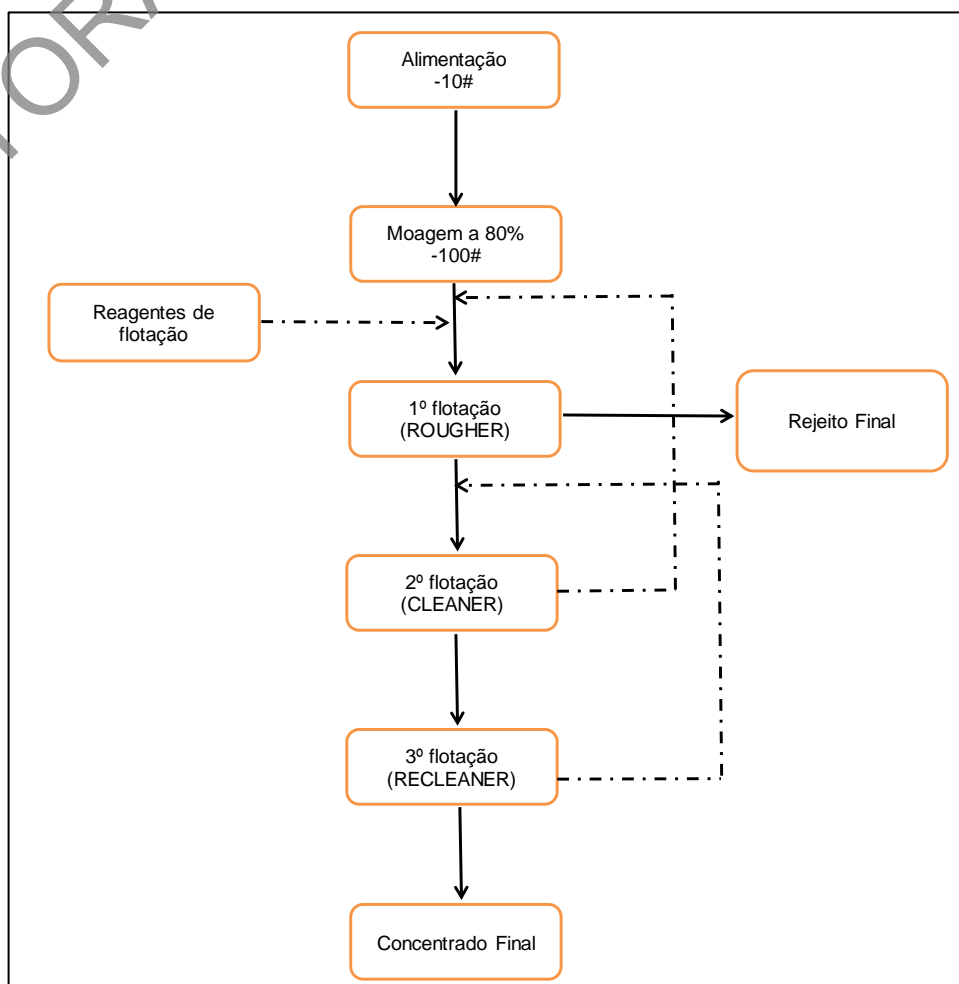 Alimentação
-10#
Moagem a 80%
-100#
Reagentes de
flotação
1º flotação
(ROUGHER)
Rejeito Final
2º flotação
(CLEANER)
3º flotação
(RECLEANER)
Concentrado Final